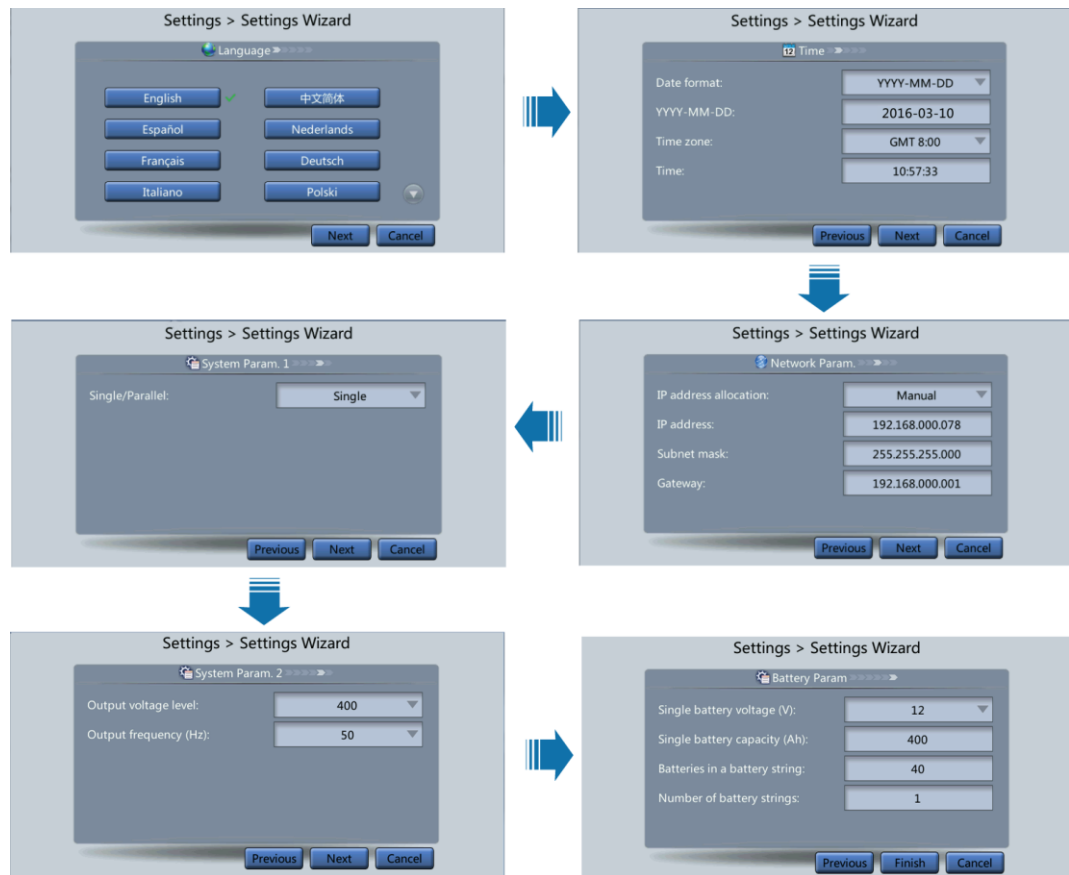 Settings > Settings Wizard
Language
English 中文简体
Español Nederlands
Français Deutsch
Italiano Polski
Next Cancel
Settings > Settings Wizard
12 Time
Date format: YYYY-MM-DD
YYYY-MM-DD: 2016-03-10
Time zone: GMT 8:00
Time: 10:57:33
Previous Next Cancel
Settings > Settings Wizard
Network Param.
IP address allocation: Manual
IP address: 192.168.000.078
Subnet mask: 255.255.255.000
Gateway: 192.168.000.001
Previous Next Cancel
Settings > Settings Wizard
System Param. 1
Single/Parallel: Single
Previous Next Cancel
Settings > Settings Wizard
System Param. 2
Output voltage level: 400
Output frequency (Hz): 50
Previous Next Cancel
Settings > Settings Wizard
Battery Param
Single battery voltage (V): 12
Single battery capacity (Ah): 400
Batteries in a battery string: 40
Number of battery strings: 1
Previous Finish Cancel